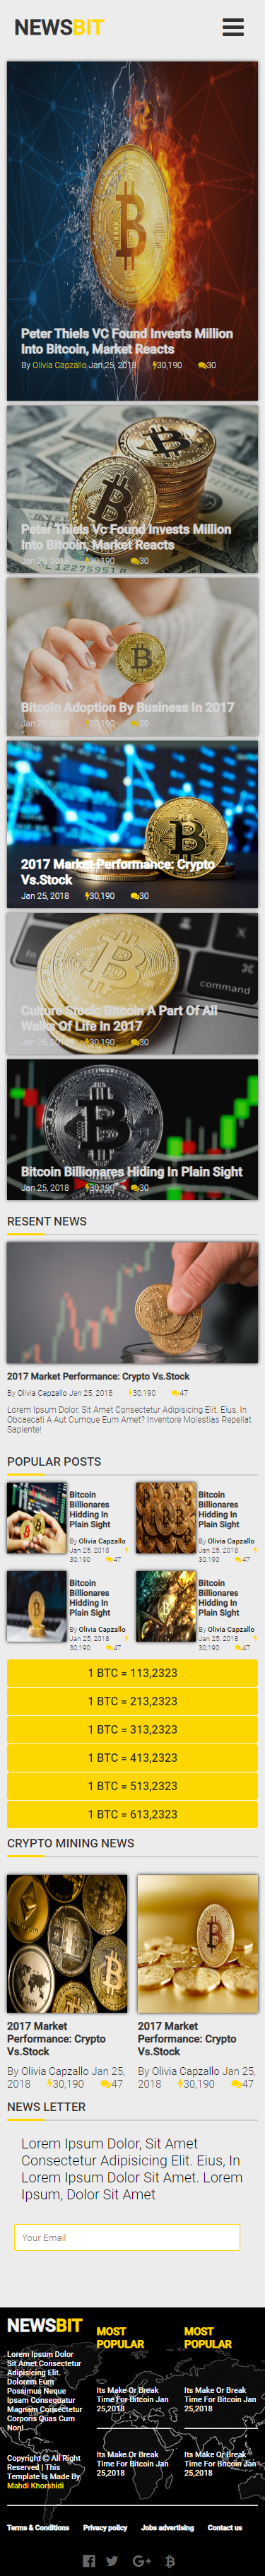 NEWSBIT
Peter Thiels VC Found Invests Million
Into Bitcoin, Market Reacts
By Olivia Capzallo Jan 25, 2018 30,190 30
Peter Thiels Vc Found Invests Million
Into Bitcoin, Market Reacts
Jan 25, 2018 30,190 30
Bitcoin Adoption By Business In 2017
Jan 25, 2018 30,190 30
2017 Market Performance: Crypto
Vs.Stock
Jan 25, 2018 30,190 30
command
Culture Stock: Bitcoin A Part Of All
Walks Of Life In 2017
Jan 25, 2018 30,190 30
Bitcoin Billionares Hiding In Plain Sight
Jan 25, 2018 30,190 30
RESENT NEWS
2017 Market Performance: Crypto Vs.Stock
By Olivia Capzallo Jan 25, 2018 30,190 47
Lorem Ipsum Dolor, Sit Amet Consectetur Adipisicing Elit. Eius, In
Obcaecati A Aut Cumque Eum Amet? Inventore Molestias Repellat
Sapiente!
POPULAR POSTS
Bitcoin
Billionares
Hidding In
Plain Sight
By Olivia Capzallo
Jan 25, 2018
30,190 47
Bitcoin
Billionares
Hidding In
Plain Sight
By Olivia Capzallo
Jan 25, 2018
30,190 47
Bitcoin
Billionares
Hidding In
Plain Sight
By Olivia Capzallo
Jan 25, 2018
30,190 47
Bitcoin
Billionares
Hidding In
Plain Sight
By Olivia Capzallo
Jan 25, 2018
30,190 47
1 BTC = 113,2323
1 BTC = 213,2323
1 BTC = 313,2323
1 BTC = 413,2323
1 BTC = 513,2323
1 BTC = 613,2323
CRYPTO MINING NEWS
2017 Market
Performance: Crypto
Vs.Stock
By Olivia Capzallo Jan 25,
2018 30,190 47
2017 Market
Performance: Crypto
Vs.Stock
By Olivia Capzallo Jan 25,
2018 30,190 47
NEWS LETTER
Lorem Ipsum Dolor, Sit Amet
Consectetur Adipisicing Elit. Eius, In
Lorem Ipsum Dolor Sit Amet. Lorem
Ipsum, Dolor Sit Amet
Your Email
NEWSBIT
Lorem Ipsum Dolor
Sit Amet Consectetur
Adipisicing Elit.
Dolorem Eum
Possimus Neque
Ipsam Consequatur
Magnam Consectetur
Corporis Quas Cum
Non!
Copyright © All Right
Reserved | This
Template Is Made By
Mahdi Khorshidi
MOST
POPULAR
Its Make Or Break
Time For Bitcoin Jan
25,2018
Its Make Or Break
Time For Bitcoin Jan
25,2018
MOST
POPULAR
Its Make Or Break
Time For Bitcoin Jan
25,2018
Its Make Or Break
Time For Bitcoin Jan
25,2018
Terms & Conditions Privacy policy Jobs advertising Contact us